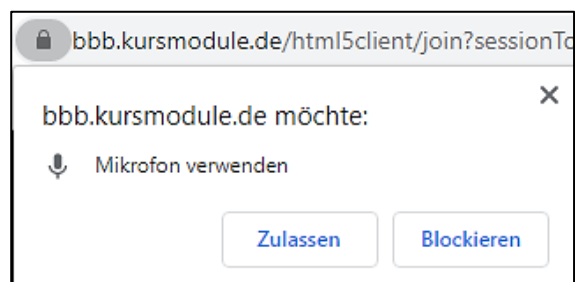 bbb.kursmodule.de/html5client/join?sessionTo
bbb.kursmodule.de möchte:
Mikrofon verwenden
Zulassen Blockieren